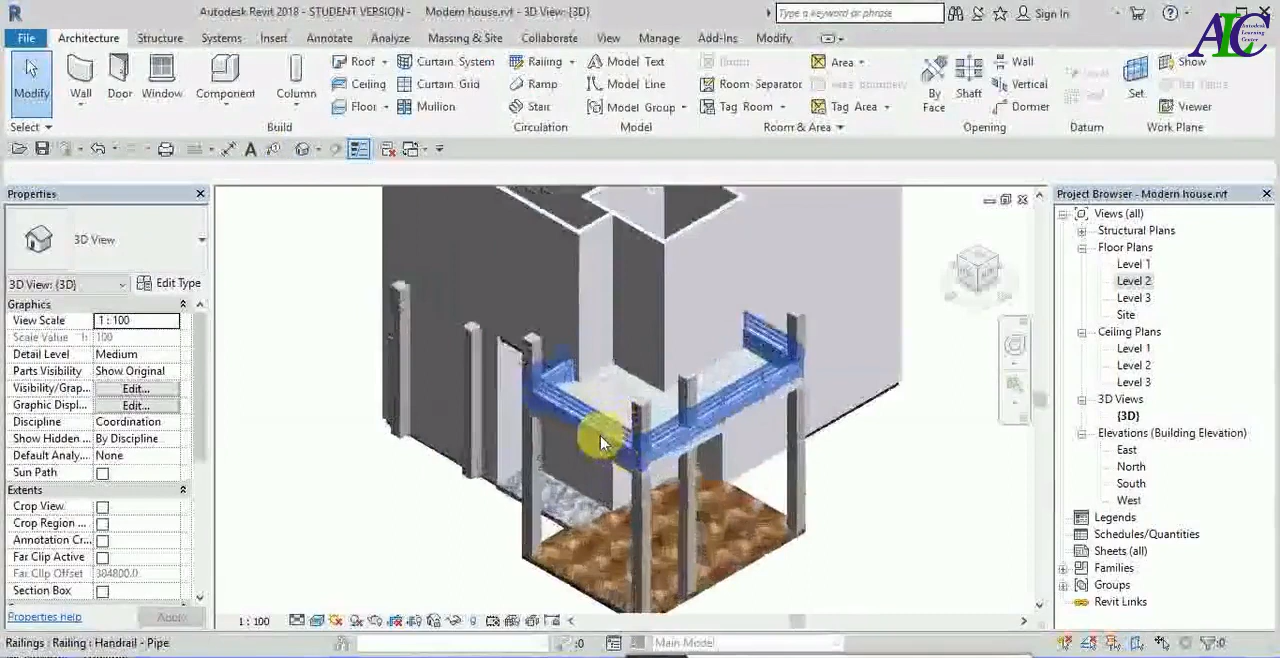 Autodesk Revit 2018 - STUDENT VERSION - Modern house.rvt - 3D View: {3D}
Type a keyword or phrase
Sign In
ALC
Learning
Center
File Architecture Structure Systems Insert Annotate Analyze Massing & Site Collaborate View Manage Add-Ins Modify
Modify Wall Door Window Component Column
Roof Curtain System Railing Model Text Room Area Wall Show
Ceiling Curtain Grid Ramp Model Line Room Separator Vertical
Floor Mullion Stair Model Group Tag Room Tag Area Dormer Viewer
By Face Shaft Set
Select Build Circulation Model Room & Area Opening Datum Work Plane
Properties
3D View
3D View: {3D} Edit Type
Graphics
View Scale 1 : 100
Scale Value 1: 100
Detail Level Medium
Parts Visibility Show Original
Visibility/Grap... Edit...
Graphic Displ... Edit...
Discipline Coordination
Show Hidden ... By Discipline
Default Analy... None
Sun Path
Extents
Crop View
Crop Region ...
Annotation Cr...
Far Clip Active
Far Clip Offset 304800.0
Section Box
Properties help Apply
Project Browser - Modern house.rvt
Views (all)
Structural Plans
Floor Plans
Level 1
Level 2
Level 3
Site
Ceiling Plans
Level 1
Level 2
Level 3
3D Views
{3D}
Elevations (Building Elevation)
East
North
South
West
Legends
Schedules/Quantities
Sheets (all)
Families
Groups
Revit Links
1 : 100
Railings : Railing : Handrail - Pipe
:0
Main Model
:0